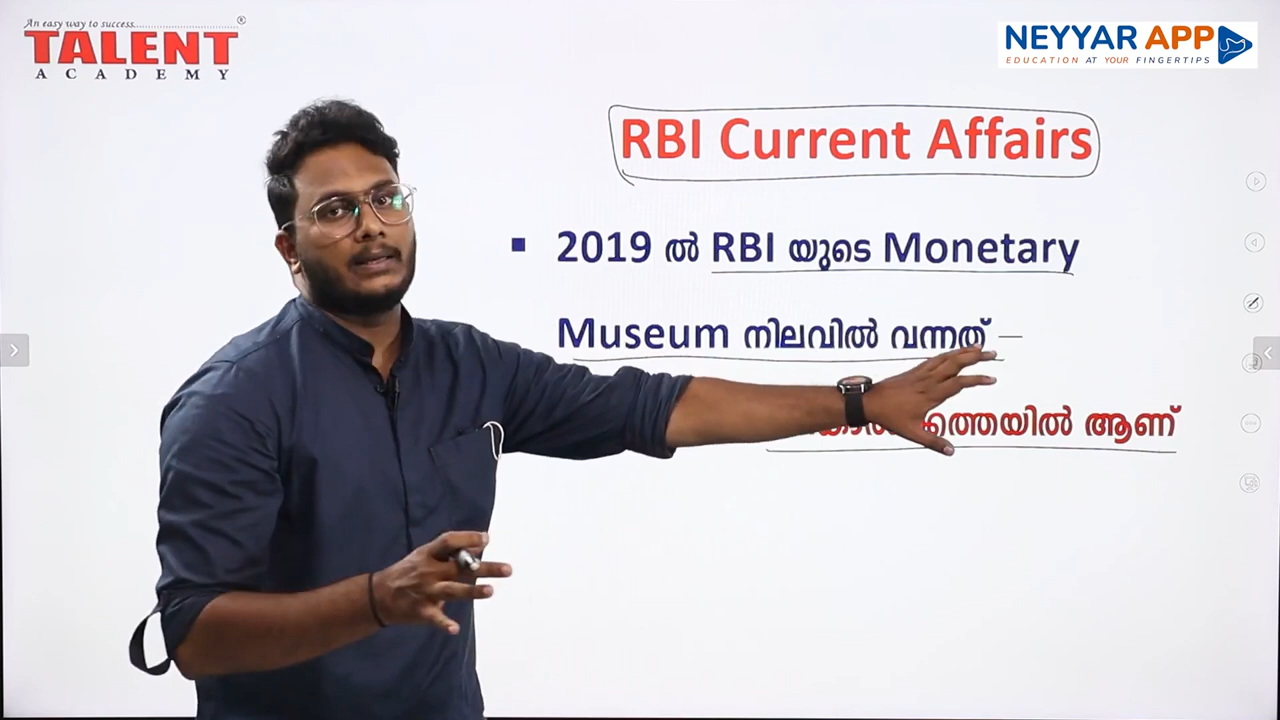 An easy way to success......
TALENT
ACADEMY
NEYYAR APP
EDUCATION AT YOUR FINGERTIPS
RBI Current Affairs
▪ 2019 ൽ RBI യുടെ Monetary
Museum നിലവിൽ വന്നത് –
ആണ്